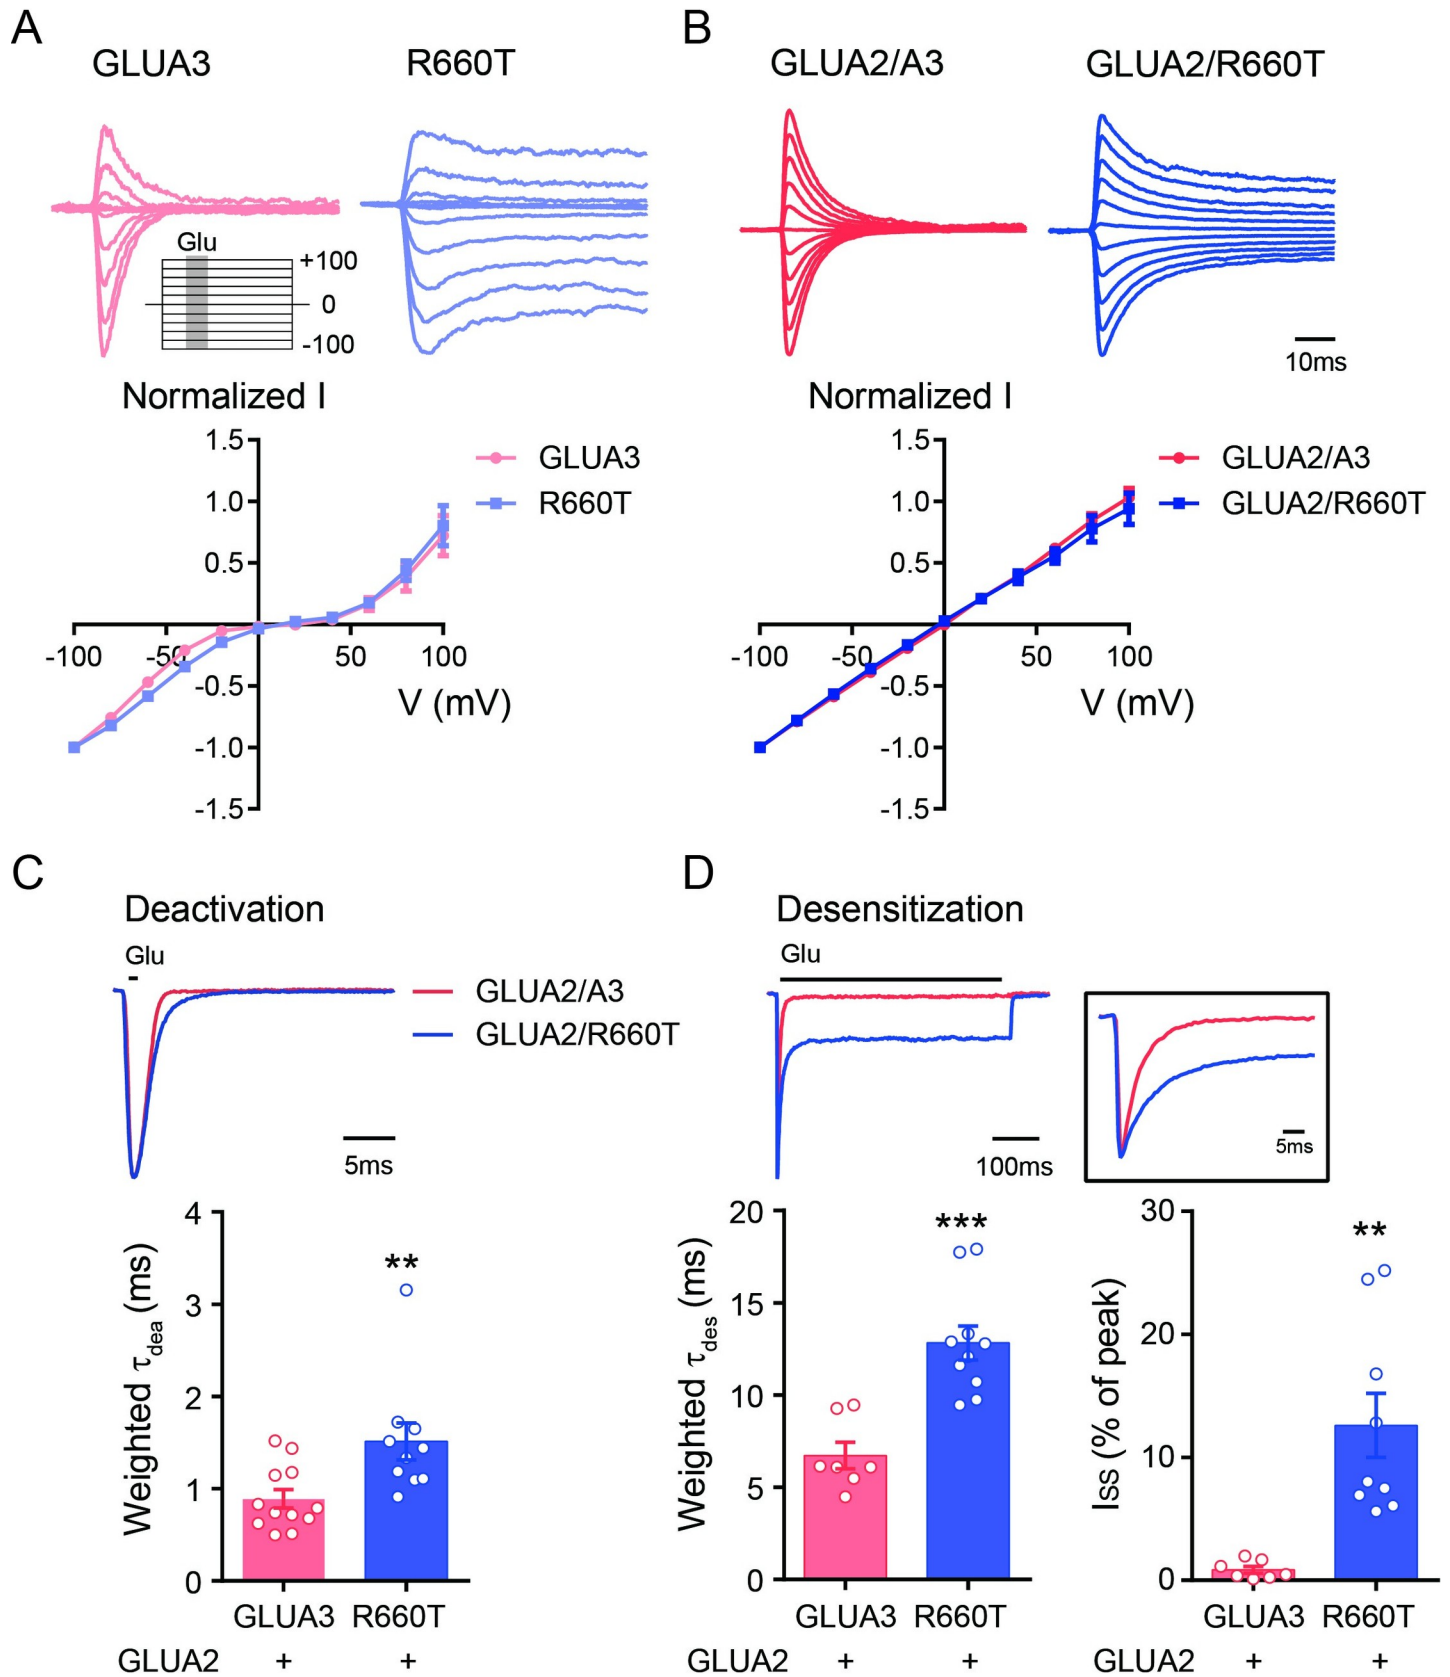 A
B
GLUA3
R660T
GLUA2/A3
GLUA2/R660T
Glu
+100
0
-100
10ms
Normalized I
Normalized I
1.5
1.0
0.5
-100
-50
50
100
-0.5
-1.0
-1.5
V (mV)
GLUA3
R660T
1.5
1.0
0.5
-100
-50
50
100
-0.5
-1.0
-1.5
V (mV)
GLUA2/A3
GLUA2/R660T
C
D
Deactivation
Glu
GLUA2/A3
GLUA2/R660T
5ms
Desensitization
Glu
100ms
5ms
Weighted τdea (ms)
4
3
2
1
0
**
GLUA3 R660T
GLUA2 + +
Weighted τdes (ms)
20
15
10
5
0
***
GLUA3 R660T
GLUA2 + +
Iss (% of peak)
30
20
10
0
**
GLUA3 R660T
GLUA2 + +